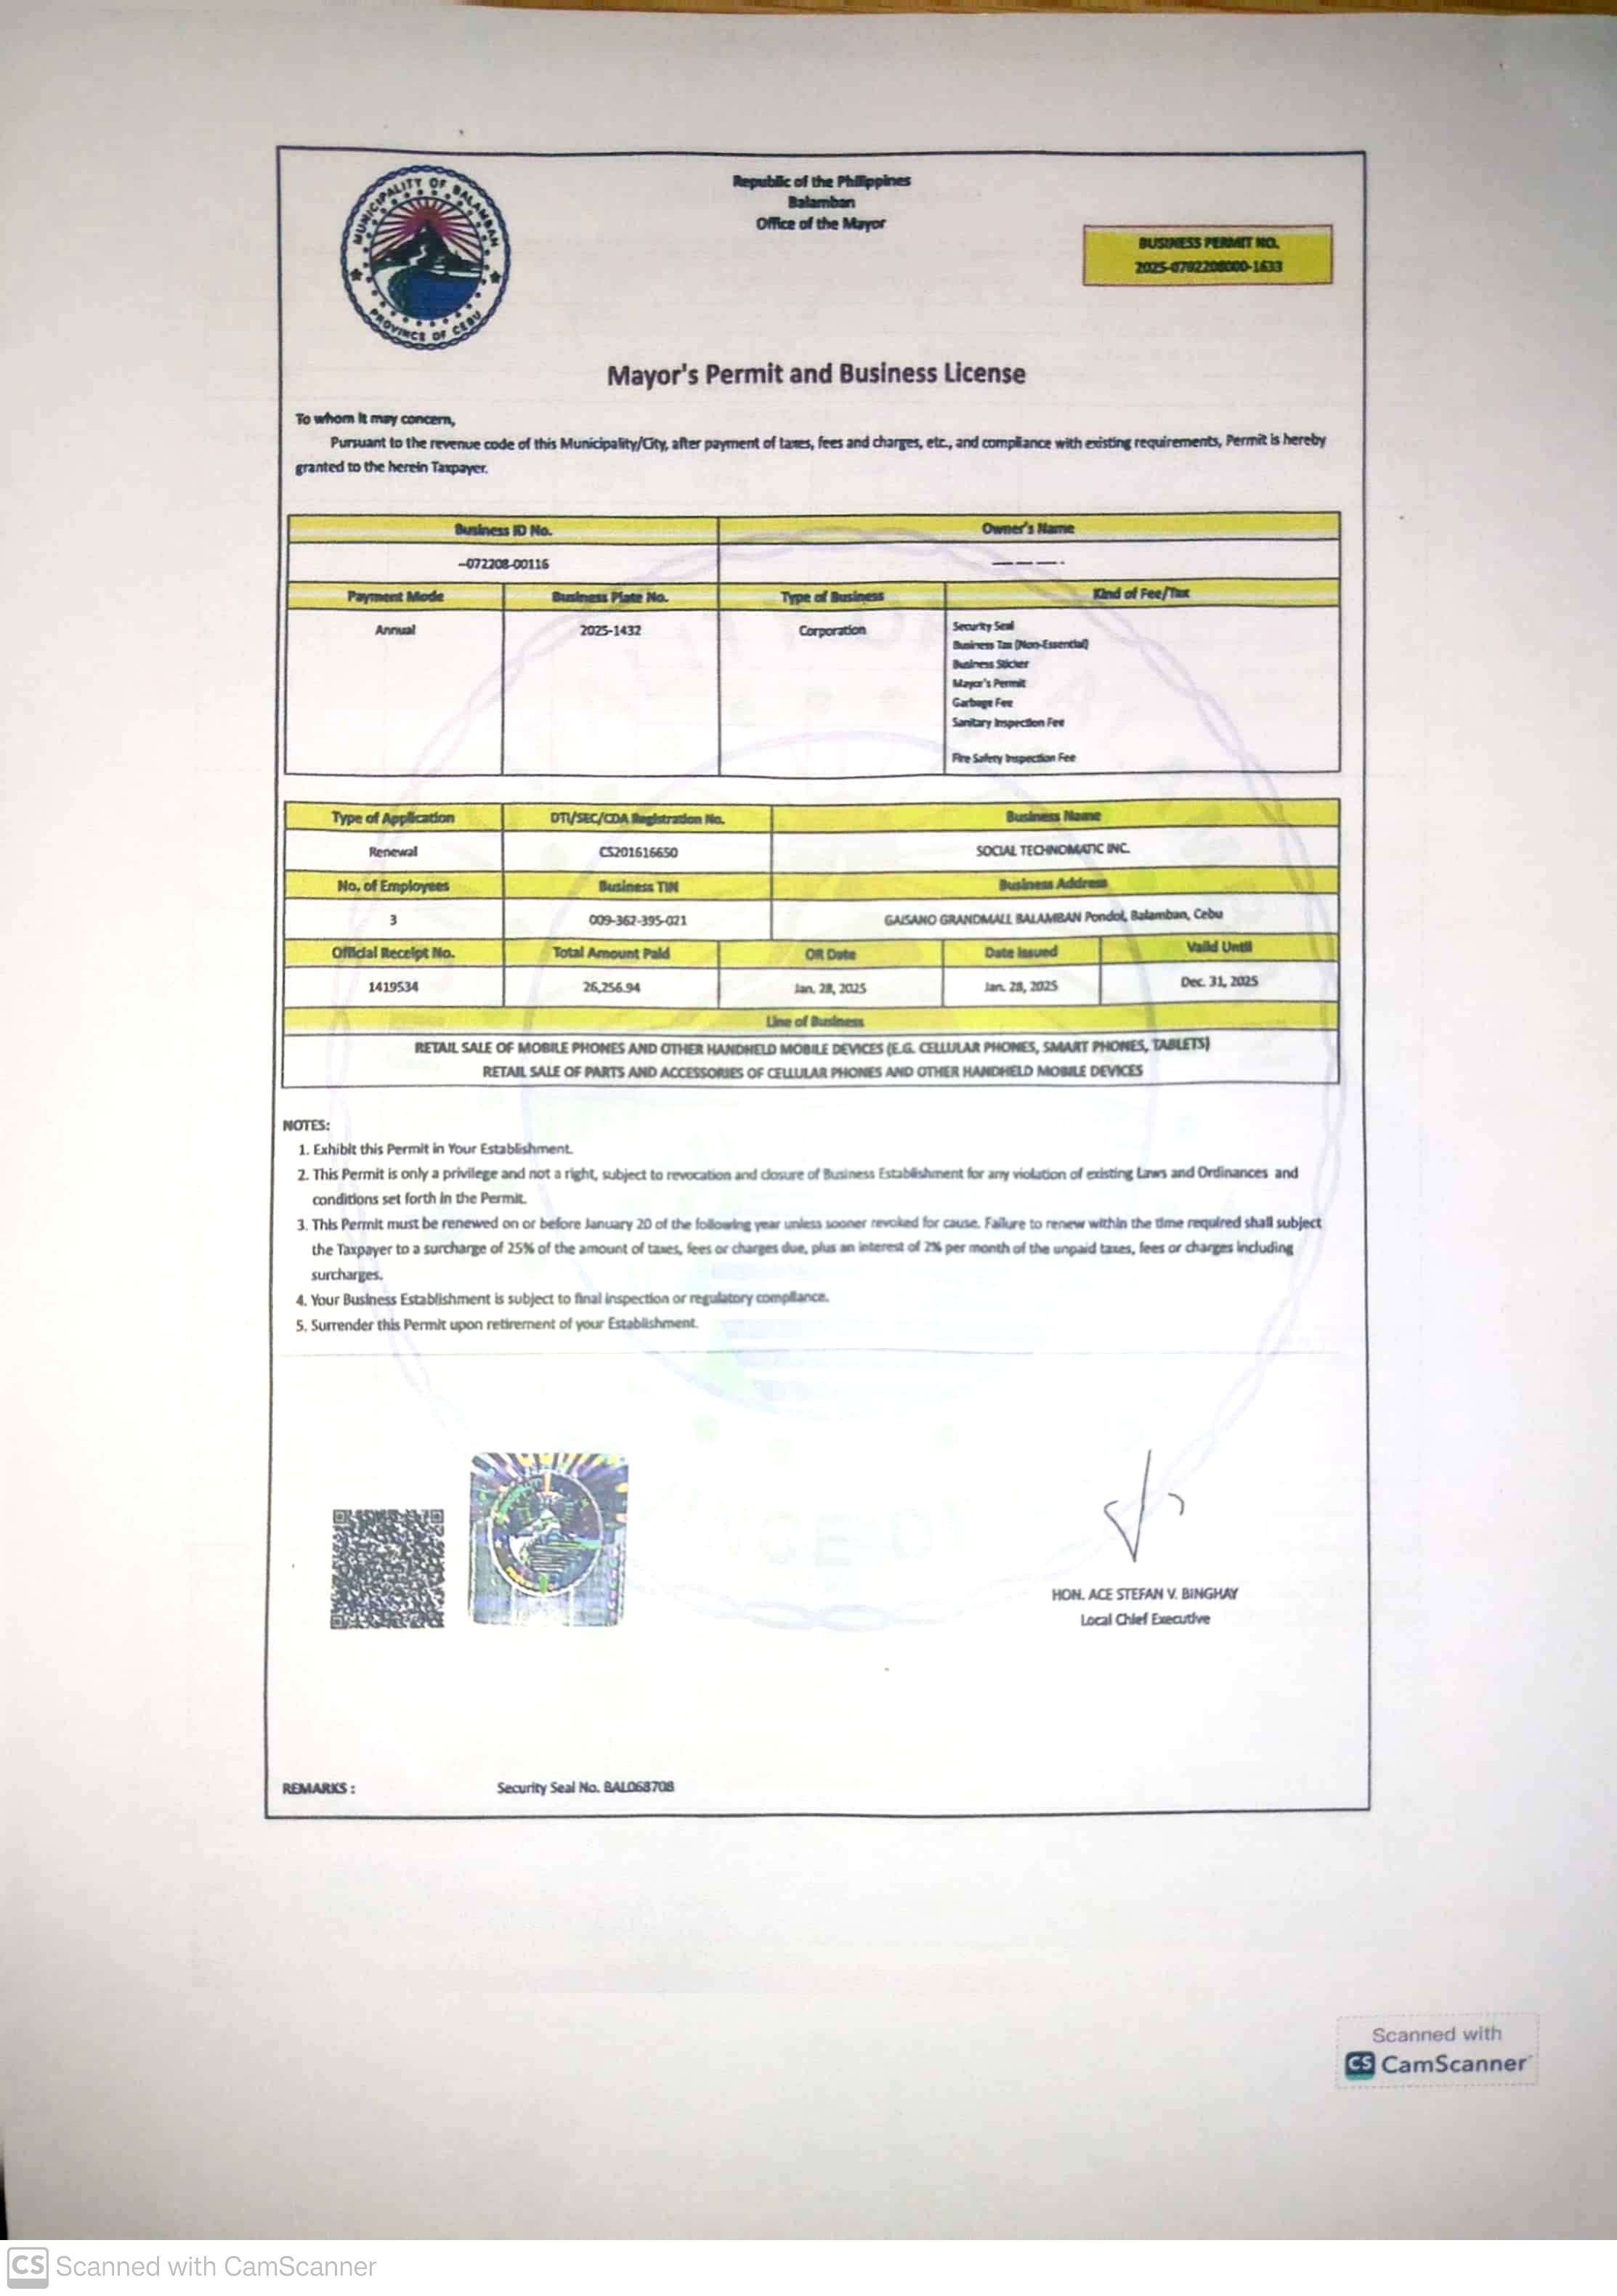 MUNICIPALITY OF BALAMBAN
PROVINCE OF CEBU
Republic of the Philippines
Balamban
Office of the Mayor
BUSINESS PERMIT NO.
2025-0702208000-1633
Mayor's Permit and Business License
To whom it may concern,
Pursuant to the revenue code of this Municipality/City, after payment of taxes, fees and charges, etc., and compliance with existing requirements, Permit is hereby
granted to the herein Taxpayer.
Business ID No. Owner's Name
-072208-00116 — — — -
Payment Mode Business Plate No. Type of Business Kind of Fee/Tax
Annual 2025-1432 Corporation Security Seal
Business Tax (Non-Essential)
Business Sticker
Mayor's Permit
Garbage Fee
Sanitary Inspection Fee
Fire Safety Inspection Fee
Type of Application DTI/SEC/CDA Registration No. Business Name
Renewal CS201616650 SOCIAL TECHNOMATIC INC.
No. of Employees Business TIN Business Address
3 009-362-395-021 GAISANO GRANDMALL BALAMBAN Pondol, Balamban, Cebu
Official Receipt No. Total Amount Paid OR Date Date Issued Valid Until
1419534 26,256.94 Jan. 28, 2025 Jan. 28, 2025 Dec. 31, 2025
Line of Business
RETAIL SALE OF MOBILE PHONES AND OTHER HANDHELD MOBILE DEVICES (E.G. CELLULAR PHONES, SMART PHONES, TABLETS)
RETAIL SALE OF PARTS AND ACCESSORIES OF CELLULAR PHONES AND OTHER HANDHELD MOBILE DEVICES
NOTES:
1. Exhibit this Permit in Your Establishment.
2. This Permit is only a privilege and not a right, subject to revocation and closure of Business Establishment for any violation of existing Laws and Ordinances and
conditions set forth in the Permit.
3. This Permit must be renewed on or before January 20 of the following year unless sooner revoked for cause. Failure to renew within the time required shall subject
the Taxpayer to a surcharge of 25% of the amount of taxes, fees or charges due, plus an interest of 2% per month of the unpaid taxes, fees or charges including
surcharges.
4. Your Business Establishment is subject to final inspection or regulatory compliance.
5. Surrender this Permit upon retirement of your Establishment.
HON. ACE STEFAN V. BINGHAY
Local Chief Executive
REMARKS : Security Seal No. BAL068708
Scanned with
CS CamScanner
CS Scanned with CamScanner